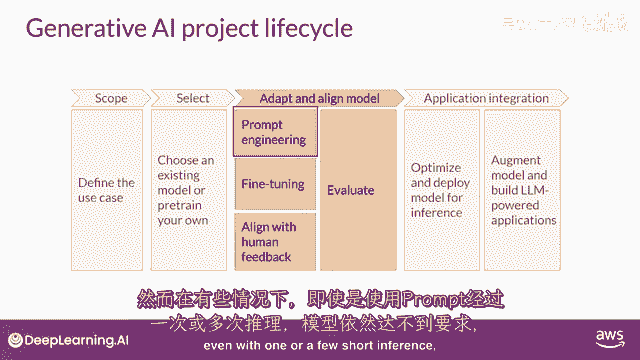 Generative AI project lifecycle
Scope
Select
Adapt and align model
Application integration
Define the
use case
Choose an
existing
model or
pretrain
your own
Prompt
engineering
Fine-tuning
Align with
human
feedback
Evaluate
Optimize
and deploy
model for
inference
Augment
model and
build LLM-
powered
applications
然而在有些情况下，即使是使用Prompt经过
一次或多次推理，模型依然达不到要求，
even with one or a few short inference,
DeepLearning.AI
aws